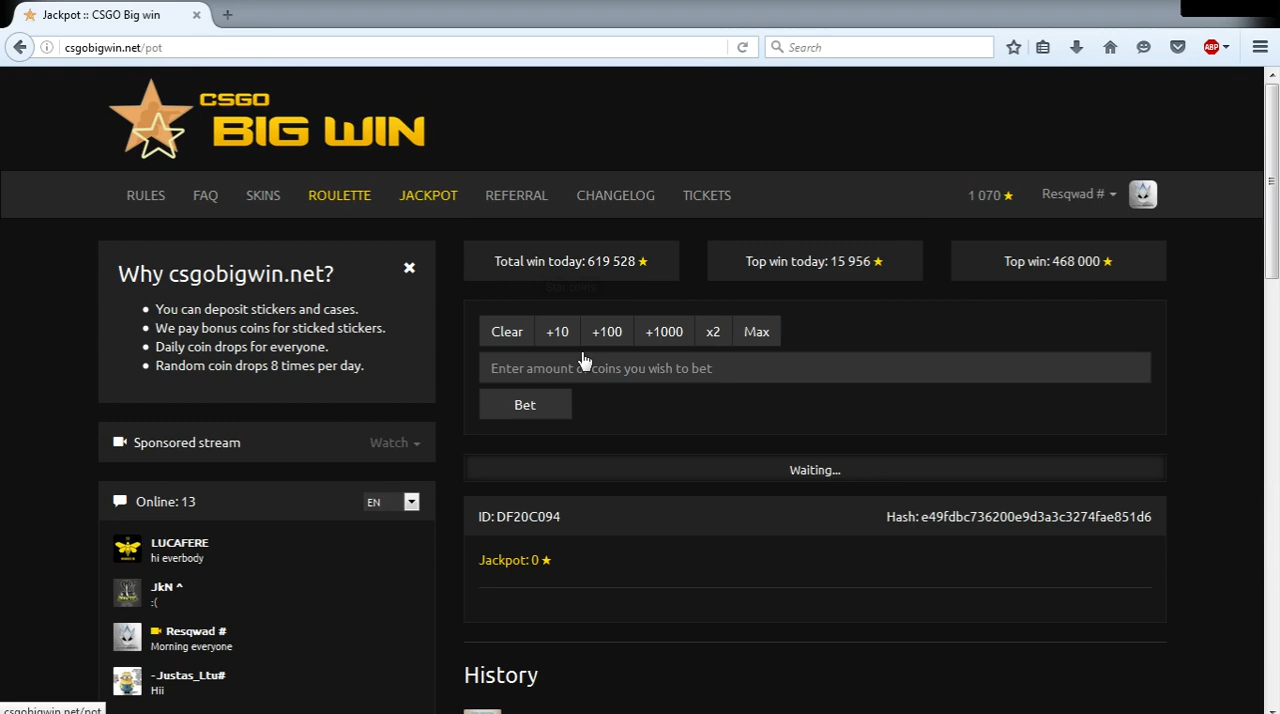 Jackpot :: CSGO Big win
csgobigwin.net/pot
Search
ABP
CSGO
BIG WIN
RULES FAQ SKINS ROULETTE JACKPOT REFERRAL CHANGELOG TICKETS 1 070 Resqwad #
Why csgobigwin.net?
You can deposit stickers and cases.
We pay bonus coins for sticked stickers.
Daily coin drops for everyone.
Random coin drops 8 times per day.
Sponsored stream Watch
Online: 13 EN
LUCAFERE
hi everbody
JkN ^
:(
Resqwad #
Morning everyone
-Justas_Ltu#
Hii
Total win today: 619 528 Top win today: 15 956 Top win: 468 000
Clear +10 +100 +1000 x2 Max
Enter amount of coins you wish to bet
Bet
Waiting...
ID: DF20C094 Hash: e49fdbc736200e9d3a3c3274fae851d6
Jackpot: 0
History
csgobigwin.net/pot